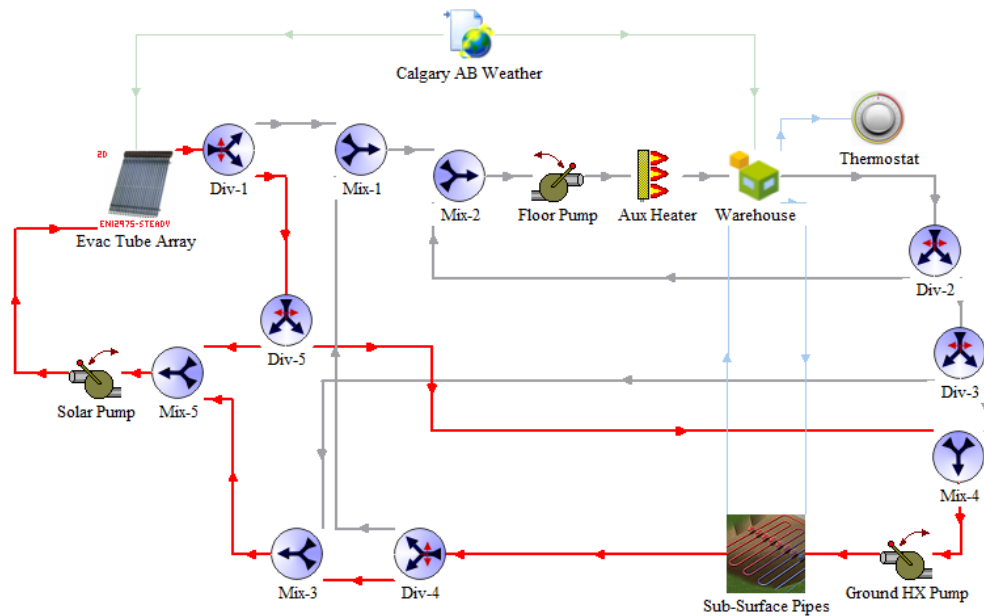 Calgary AB Weather
Thermostat
2D
Div-1
Mix-1
EN12975-STEADY
Evac Tube Array
Mix-2
Floor Pump
Aux Heater
Warehouse
Div-2
Div-5
Div-3
Solar Pump
Mix-5
Mix-4
Mix-3
Div-4
Sub-Surface Pipes
Ground HX Pump